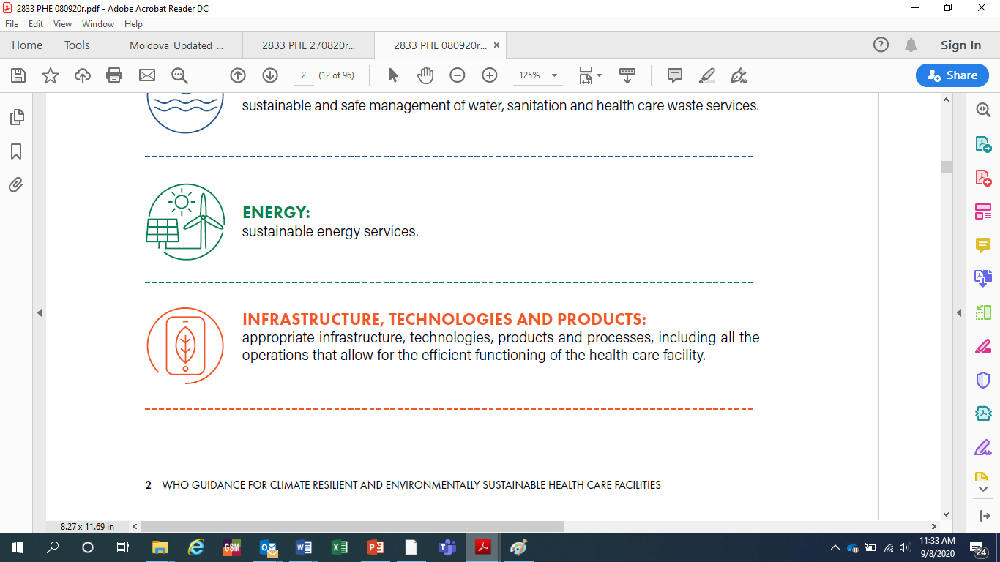 2833 PHE 080920r.pdf - Adobe Acrobat Reader DC
File Edit View Window Help
Home Tools Moldova_Updated_... 2833 PHE 270820r... 2833 PHE 080920r... × Sign In
2 (12 of 96) 125% Share
sustainable and safe management of water, sanitation and health care waste services.
ENERGY:
sustainable energy services.
INFRASTRUCTURE, TECHNOLOGIES AND PRODUCTS:
appropriate infrastructure, technologies, products and processes, including all the
operations that allow for the efficient functioning of the health care facility.
2 WHO GUIDANCE FOR CLIMATE RESILIENT AND ENVIRONMENTALLY SUSTAINABLE HEALTH CARE FACILITIES
8.27 x 11.69 in
GSM
11:33 AM
9/8/2020
24